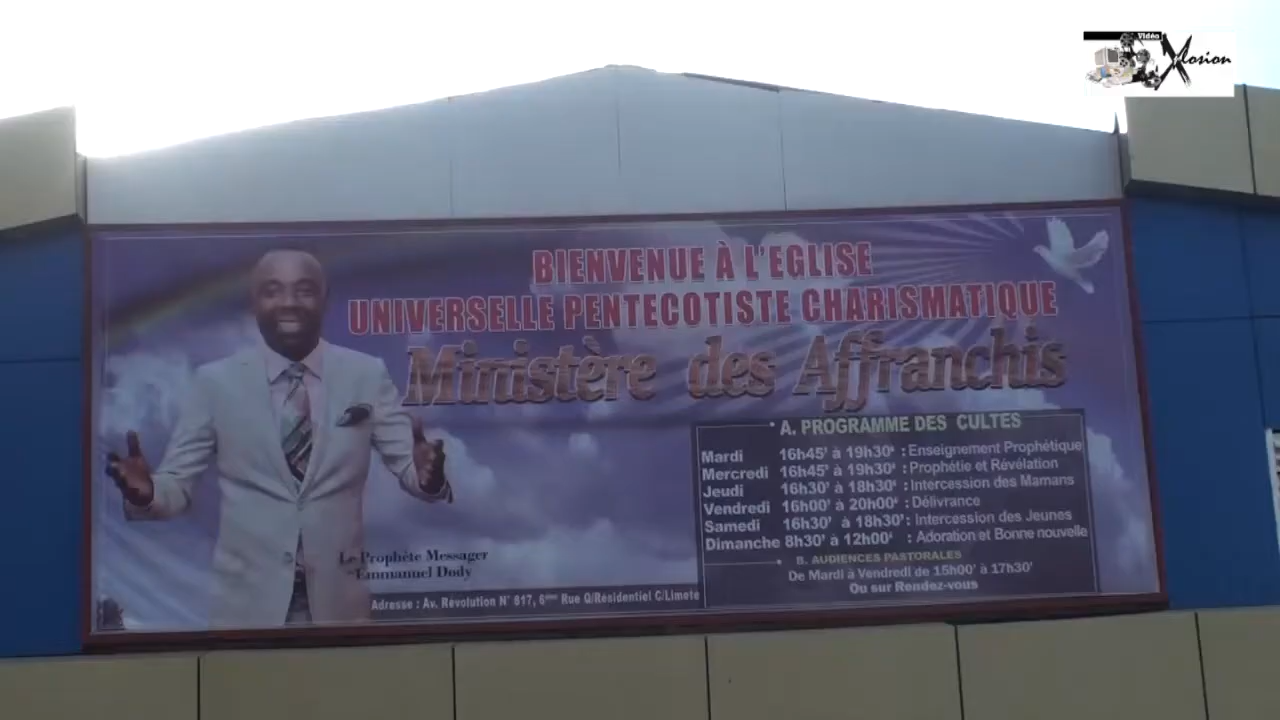 Vidéo
Xplosion
BIENVENUE À L'EGLISE
UNIVERSELLE PENTECOTISTE CHARISMATIQUE
Ministère des Affranchis
A. PROGRAMME DES CULTES
Mardi 16h45' à 19h30' : Enseignement Prophétique
Mercredi 16h45' à 19h30' : Prophétie et Révélation
Jeudi 16h30' à 18h30' : Intercession des Mamans
Vendredi 16h00' à 20h00' : Délivrance
Samedi 16h30' à 18h30' : Intercession des Jeunes
Dimanche 8h30' à 12h00' : Adoration et Bonne nouvelle
B. AUDIENCES PASTORALES
De Mardi à Vendredi de 15h00' à 17h30'
Ou sur Rendez-vous
Le Prophète Messager
Emmanuel Dody
Adresse : Av. Révolution N° 817, 6ème Rue Q/Résidentiel C/Limete